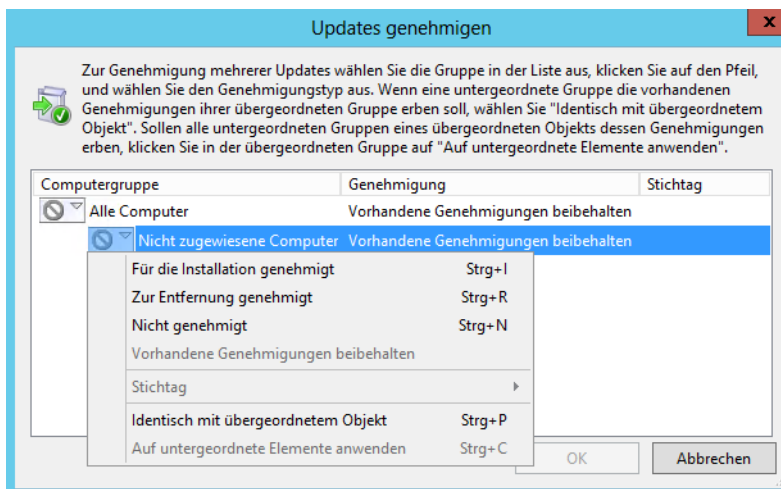 Updates genehmigen
x
Zur Genehmigung mehrerer Updates wählen Sie die Gruppe in der Liste aus, klicken Sie auf den Pfeil,
und wählen Sie den Genehmigungstyp aus. Wenn eine untergeordnete Gruppe die vorhandenen
Genehmigungen ihrer übergeordneten Gruppe erben soll, wählen Sie "Identisch mit übergeordnetem
Objekt". Sollen alle untergeordneten Gruppen eines übergeordneten Objekts dessen Genehmigungen
erben, klicken Sie in der übergeordneten Gruppe auf "Auf untergeordnete Elemente anwenden".
Computergruppe Genehmigung Stichtag
Alle Computer Vorhandene Genehmigungen beibehalten
Nicht zugewiesene Computer Vorhandene Genehmigungen beibehalten
Für die Installation genehmigt Strg+I
Zur Entfernung genehmigt Strg+R
Nicht genehmigt Strg+N
Vorhandene Genehmigungen beibehalten
Stichtag
Identisch mit übergeordnetem Objekt Strg+P
Auf untergeordnete Elemente anwenden Strg+C
OK Abbrechen